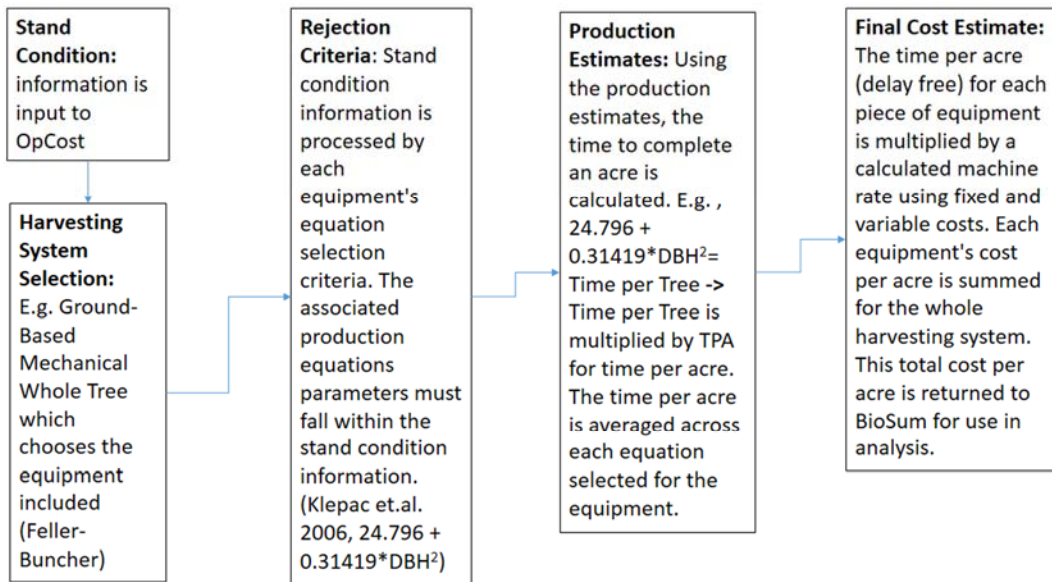 Stand
Condition:
information is
input to
OpCost
Harvesting
System
Selection:
E.g. Ground-
Based
Mechanical
Whole Tree
which
chooses the
equipment
included
(Feller-
Buncher)
Rejection
Criteria: Stand
condition
information is
processed by
each
equipment's
equation
selection
criteria. The
associated
production
equations
parameters must
fall within the
stand condition
information.
(Klepac et.al.
2006, 24.796 +
0.31419*DBH²)
Production
Estimates: Using
the production
estimates, the
time to complete
an acre is
calculated. E.g. ,
24.796 +
0.31419*DBH²=
Time per Tree ->
Time per Tree is
multiplied by TPA
for time per acre.
The time per acre
is averaged across
each equation
selected for the
equipment.
Final Cost Estimate:
The time per acre
(delay free) for each
piece of equipment
is multiplied by a
calculated machine
rate using fixed and
variable costs. Each
equipment's cost
per acre is summed
for the whole
harvesting system.
This total cost per
acre is returned to
BioSum for use in
analysis.